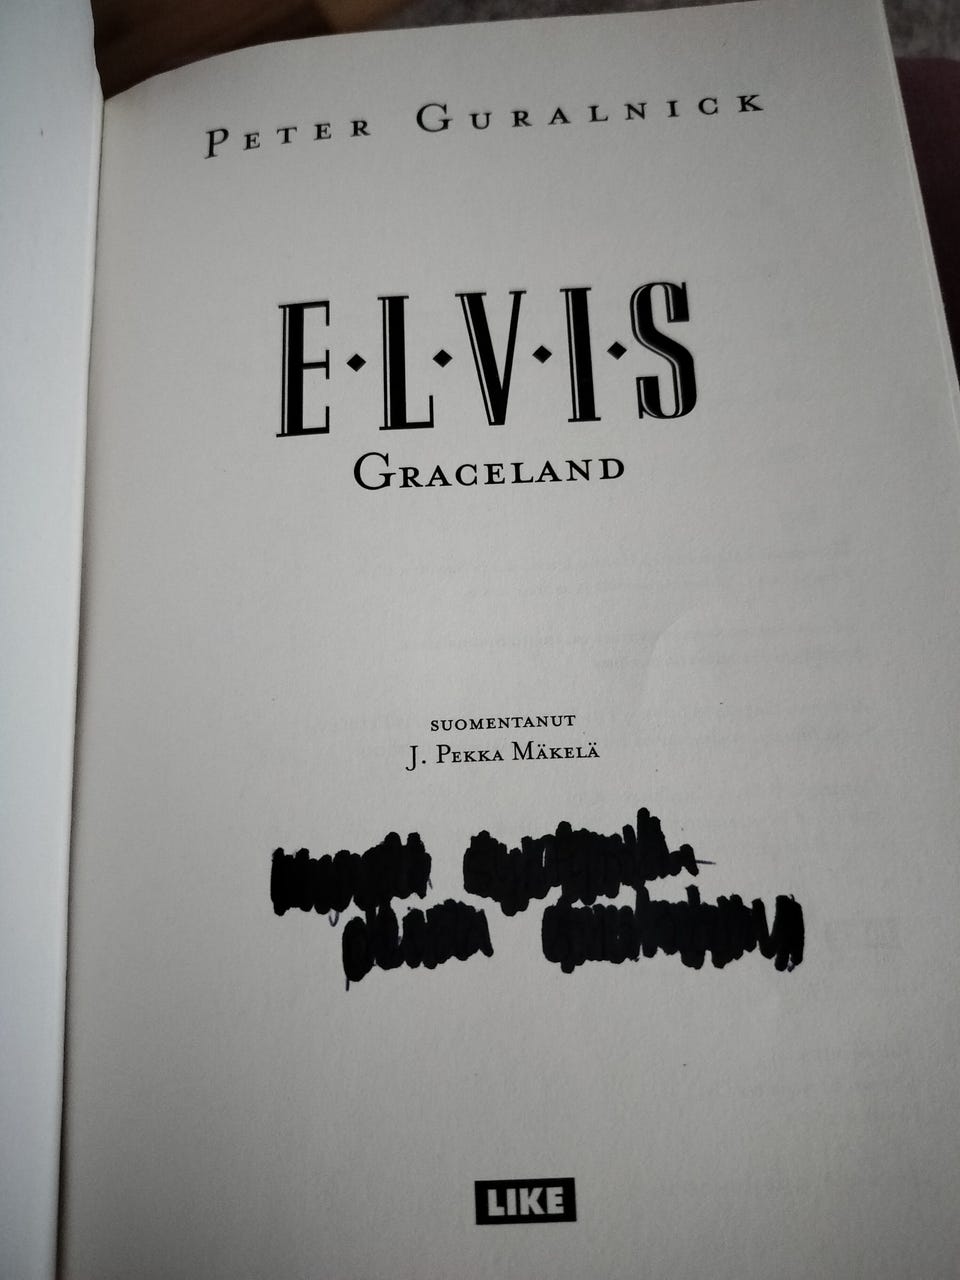 PETER GURALNICK
E·L·V·I·S
GRACELAND
SUOMENTANUT
J. PEKKA MÄKELÄ
LIKE